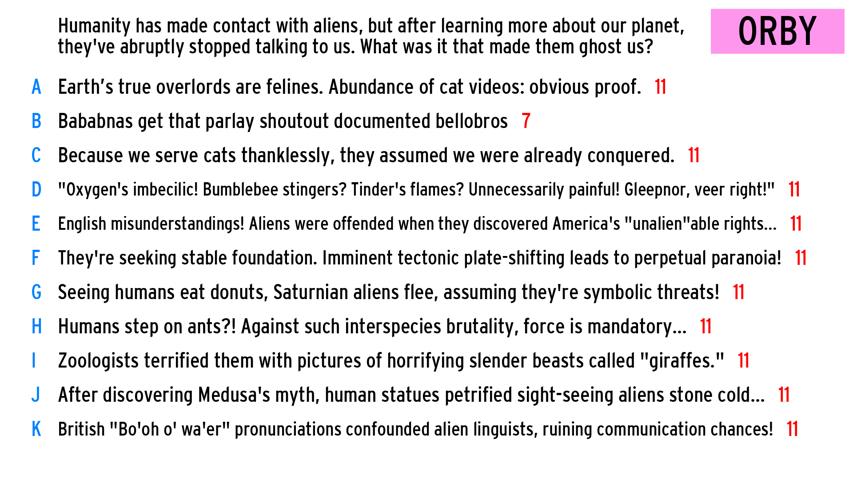 Humanity has made contact with aliens, but after learning more about our planet,
they've abruptly stopped talking to us. What was it that made them ghost us?
ORBY
A Earth's true overlords are felines. Abundance of cat videos: obvious proof. 11
B Bababnas get that parlay shoutout documented bellobros 7
C Because we serve cats thanklessly, they assumed we were already conquered. 11
D "Oxygen's imbecilic! Bumblebee stingers? Tinder's flames? Unnecessarily painful! Gleepnor, veer right!" 11
E English misunderstandings! Aliens were offended when they discovered America's "unalien"able rights... 11
F They're seeking stable foundation. Imminent tectonic plate-shifting leads to perpetual paranoia! 11
G Seeing humans eat donuts, Saturnian aliens flee, assuming they're symbolic threats! 11
H Humans step on ants?! Against such interspecies brutality, force is mandatory... 11
I Zoologists terrified them with pictures of horrifying slender beasts called "giraffes." 11
J After discovering Medusa's myth, human statues petrified sight-seeing aliens stone cold... 11
K British "Bo'oh o' wa'er" pronunciations confounded alien linguists, ruining communication chances! 11